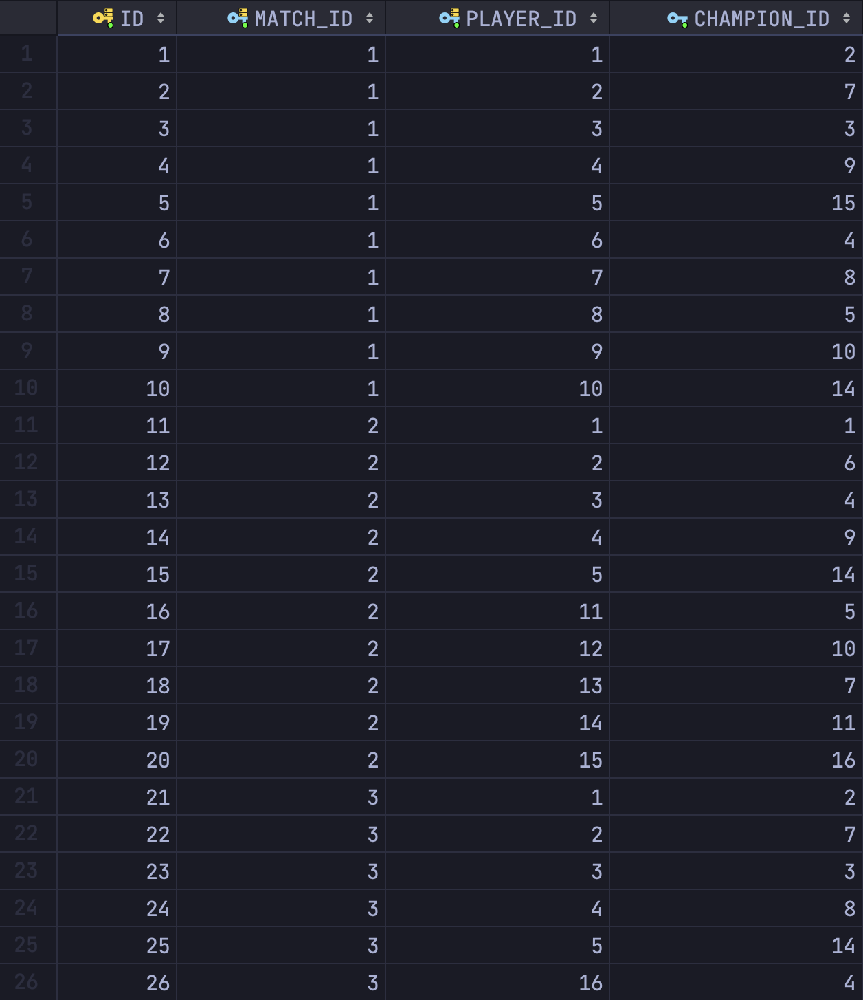 ID MATCH_ID PLAYER_ID CHAMPION_ID
1 1 1 1 2
2 2 1 2 7
3 3 1 3 3
4 4 1 4 9
5 5 1 5 15
6 6 1 6 4
7 7 1 7 8
8 8 1 8 5
9 9 1 9 10
10 10 1 10 14
11 11 2 1 1
12 12 2 2 6
13 13 2 3 4
14 14 2 4 9
15 15 2 5 14
16 16 2 11 5
17 17 2 12 10
18 18 2 13 7
19 19 2 14 11
20 20 2 15 16
21 21 3 1 2
22 22 3 2 7
23 23 3 3 3
24 24 3 4 8
25 25 3 5 14
26 26 3 16 4